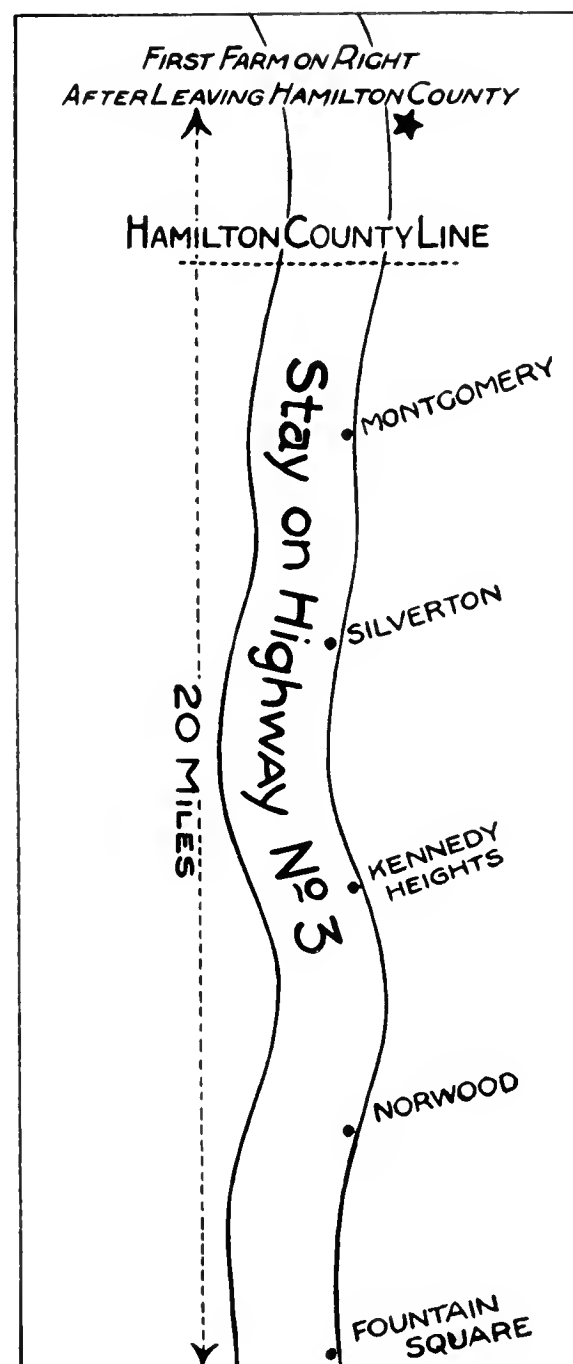 FIRST FARM ON RIGHT
AFTER LEAVING HAMILTON COUNTY
HAMILTON COUNTY LINE
MONTGOMERY
Stay on Highway No 3
SILVERTON
20 MILES
KENNEDY
HEIGHTS
NORWOOD
FOUNTAIN
SQUARE